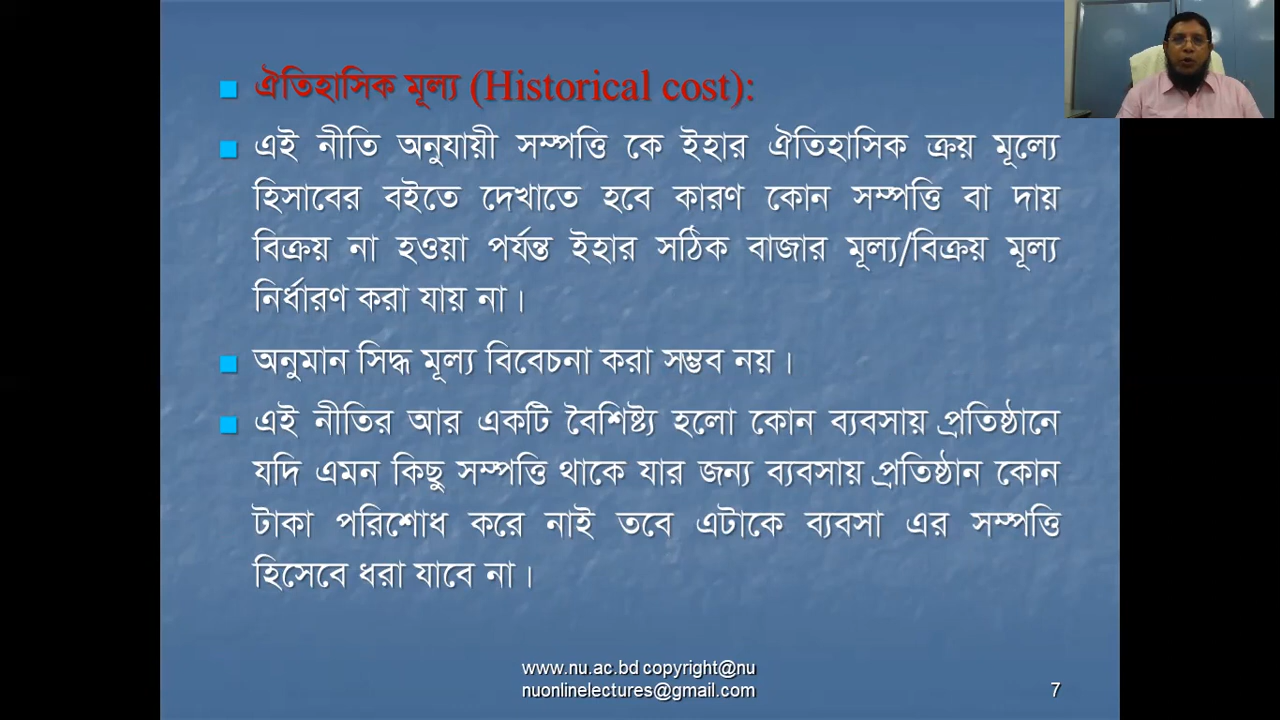 ঐতিহাসিক মূল্য (Historical cost):
এই নীতি অনুযায়ী সম্পত্তি কে ইহার ঐতিহাসিক ক্রয় মূল্যে
হিসাবের বইতে দেখাতে হবে কারণ কোন সম্পত্তি বা দায়
বিক্রয় না হওয়া পর্যন্ত ইহার সঠিক বাজার মূল্য/বিক্রয় মূল্য
নির্ধারণ করা যায় না।
অনুমান সিদ্ধ মূল্য বিবেচনা করা সম্ভব নয়।
এই নীতির আর একটি বৈশিষ্ট্য হলো কোন ব্যবসায় প্রতিষ্ঠানে
যদি এমন কিছু সম্পত্তি থাকে যার জন্য ব্যবসায় প্রতিষ্ঠান কোন
টাকা পরিশোধ করে নাই তবে এটাকে ব্যবসা এর সম্পত্তি
হিসেবে ধরা যাবে না।
www.nu.ac.bd copyright@nu
nuonlinelectures@gmail.com
7